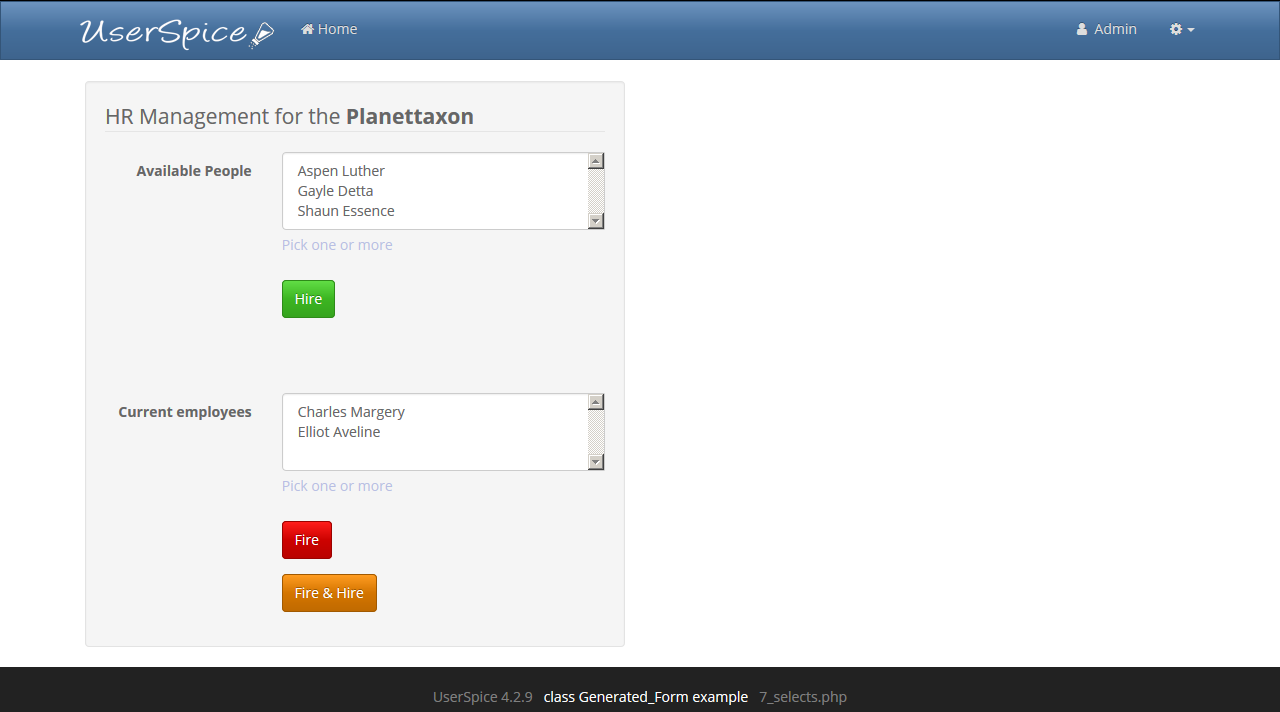 UserSpice Home Admin
HR Management for the Planettaxon
Available People
Aspen Luther
Gayle Detta
Shaun Essence
Pick one or more
Hire
Current employees
Charles Margery
Elliot Aveline
Pick one or more
Fire
Fire & Hire
UserSpice 4.2.9 class Generated_Form example 7_selects.php